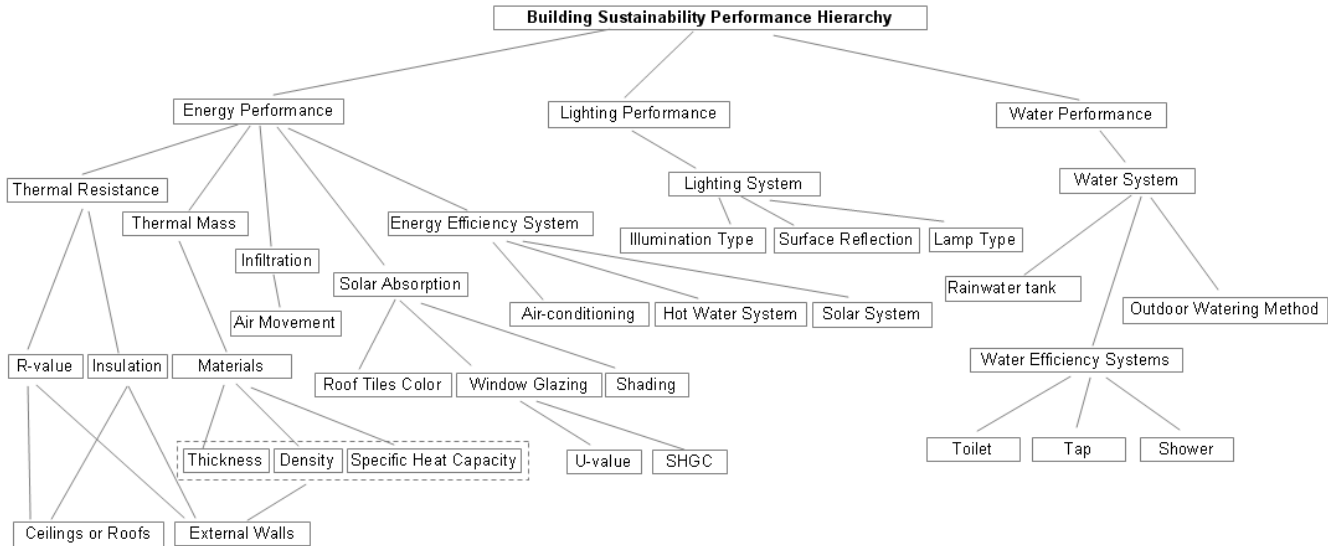 Building Sustainability Performance Hierarchy
Energy Performance
Lighting Performance
Water Performance
Thermal Resistance
Lighting System
Water System
Thermal Mass
Energy Efficiency System
Illumination Type
Surface Reflection
Lamp Type
Infiltration
Solar Absorption
Rainwater tank
Air Movement
Air-conditioning
Hot Water System
Solar System
Outdoor Watering Method
R-value
Insulation
Materials
Roof Tiles Color
Window Glazing
Shading
Water Efficiency Systems
Thickness
Density
Specific Heat Capacity
U-value
SHGC
Toilet
Tap
Shower
Ceilings or Roofs
External Walls